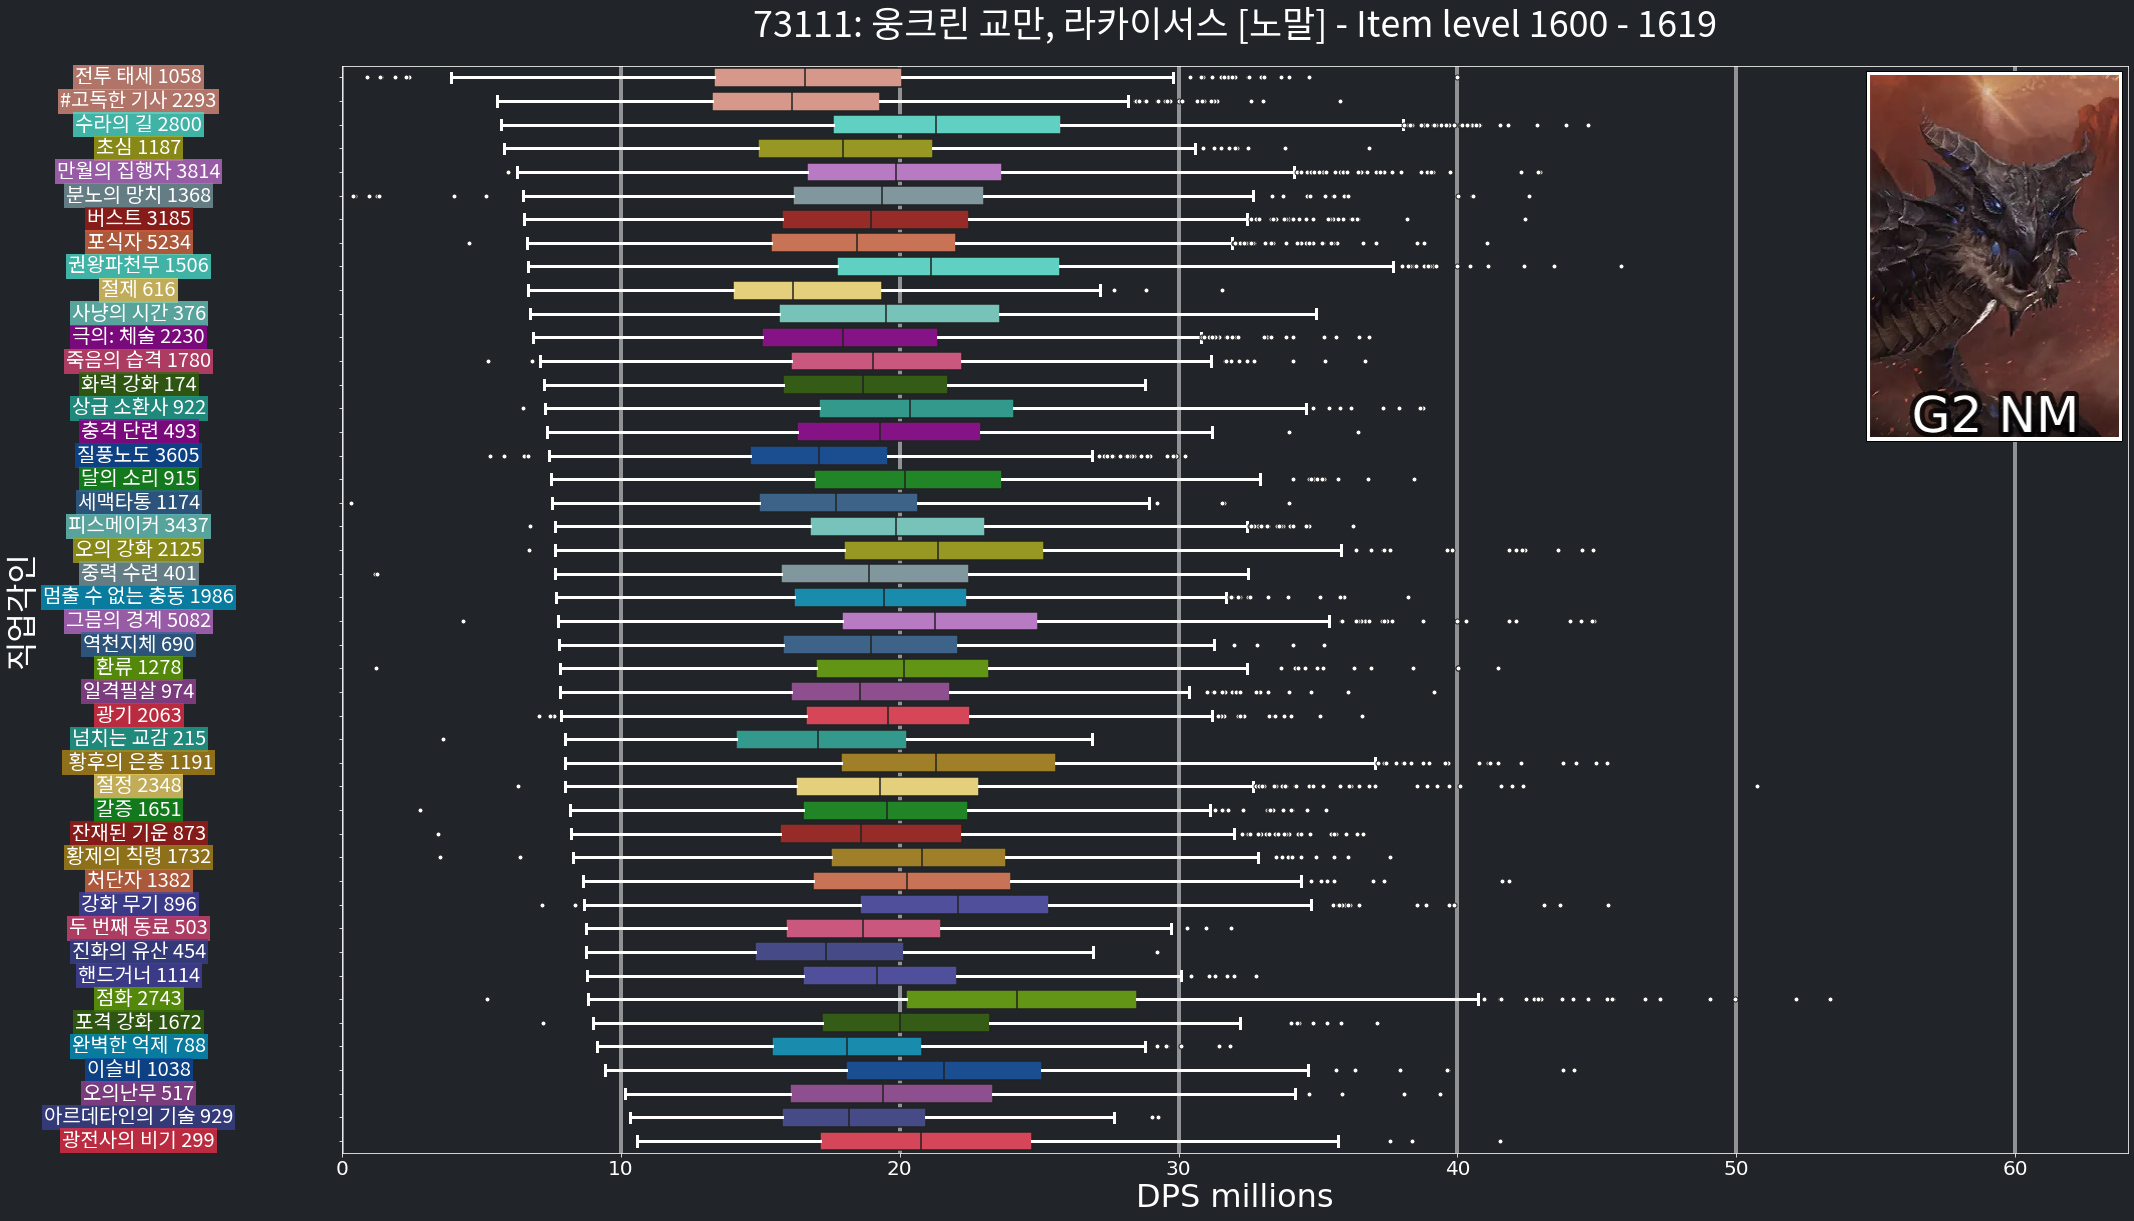 73111: 웅크린 교만, 라카이서스 [노말] - Item level 1600 - 1619
전투 태세 1058
#고독한 기사 2293
수라의 길 2800
초심 1187
만월의 집행자 3814
분노의 망치 1368
버스트 3185
포식자 5234
권왕파천무 1506
절제 616
사냥의 시간 376
극의: 체술 2230
죽음의 습격 1780
화력 강화 174
상급 소환사 922
충격 단련 493
질풍노도 3605
달의 소리 915
세맥타통 1174
피스메이커 3437
오의 강화 2125
중력 수련 401
멈출 수 없는 충동 1986
그믐의 경계 5082
역천지체 690
환류 1278
일격필살 974
광기 2063
넘치는 교감 215
황후의 은총 1191
절정 2348
갈증 1651
잔재된 기운 873
황제의 칙령 1732
처단자 1382
강화 무기 896
두 번째 동료 503
진화의 유산 454
핸드거너 1114
점화 2743
포격 강화 1672
완벽한 억제 788
이슬비 1038
오의난무 517
아르데타인의 기술 929
광전사의 비기 299
직업각인
G2 NM
0 10 20 30 40 50 60
DPS millions